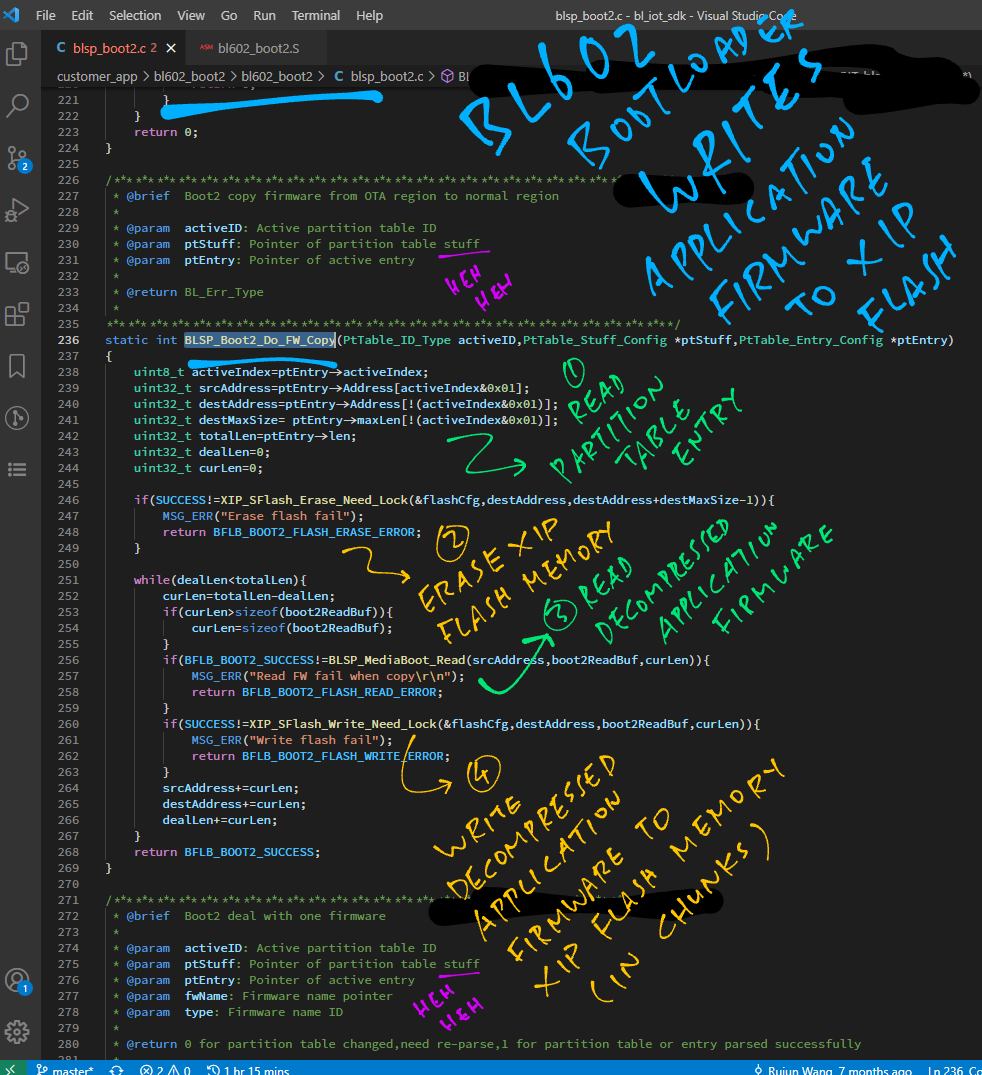 File Edit Selection View Go Run Terminal Help blsp_boot2.c - bl_iot_sdk - Visual Studio Code
C blsp_boot2.c 2 × ASM bl602_boot2.S
customer_app > bl602_boot2 > bl602_boot2 > C blsp_boot2.c > BL
BL602
BOOTLOADER
WRITES
APPLICATION
FIRMWARE
TO XIP
FLASH
221 }
222 }
223 return 0;
224 }
225
226 /****************************************************************************
227 * @brief Boot2 copy firmware from OTA region to normal region
228 *
229 * @param activeID: Active partition table ID
230 * @param ptStuff: Pointer of partition table stuff
231 * @param ptEntry: Pointer of active entry
HEH
HEH
232 *
233 * @return BL_Err_Type
234 *
235 *******************************************************************************/
236 static int BLSP_Boot2_Do_FW_Copy(PtTable_ID_Type activeID,PtTable_Stuff_Config *ptStuff,PtTable_Entry_Config *ptEntry)
237 {
238 uint8_t activeIndex=ptEntry->activeIndex;
239 uint32_t srcAddress=ptEntry->Address[activeIndex&0x01];
240 uint32_t destAddress=ptEntry->Address[!(activeIndex&0x01)];
241 uint32_t destMaxSize= ptEntry->maxLen[!(activeIndex&0x01)];
242 uint32_t totalLen=ptEntry->len;
243 uint32_t dealLen=0;
244 uint32_t curLen=0;
1
READ
PARTITION
TABLE
ENTRY
245
246 if(SUCCESS!=XIP_SFlash_Erase_Need_Lock(&flashCfg,destAddress,destAddress+destMaxSize-1)){
247 MSG_ERR("Erase flash fail");
248 return BFLB_BOOT2_FLASH_ERASE_ERROR;
249 }
2
ERASE XIP
FLASH MEMORY
250
251 while(dealLen<totalLen){
252 curLen=totalLen-dealLen;
253 if(curLen>sizeof(boot2ReadBuf)){
254 curLen=sizeof(boot2ReadBuf);
255 }
3 READ
DECOMPRESSED
APPLICATION
FIRMWARE
256 if(BFLB_BOOT2_SUCCESS!=BLSP_MediaBoot_Read(srcAddress,boot2ReadBuf,curLen)){
257 MSG_ERR("Read FW fail when copy\r\n");
258 return BFLB_BOOT2_FLASH_READ_ERROR;
259 }
260 if(SUCCESS!=XIP_SFlash_Write_Need_Lock(&flashCfg,destAddress,boot2ReadBuf,curLen)){
261 MSG_ERR("Write flash fail");
262 return BFLB_BOOT2_FLASH_WRITE_ERROR;
263 }
264 srcAddress+=curLen;
265 destAddress+=curLen;
266 dealLen+=curLen;
267 }
268 return BFLB_BOOT2_SUCCESS;
269 }
4
WRITE
DECOMPRESSED
APPLICATION
FIRMWARE TO
XIP FLASH MEMORY
(IN CHUNKS)
270
271 /****************************************************
272 * @brief Boot2 deal with one firmware
273 *
274 * @param activeID: Active partition table ID
275 * @param ptStuff: Pointer of partition table stuff
276 * @param ptEntry: Pointer of active entry
277 * @param fwName: Firmware name pointer
278 * @param type: Firmware name ID
HEH
HEH
279 *
280 * @return 0 for partition table changed,need re-parse,1 for partition table or entry parsed successfully
master* 2 0 1 hr 15 mins Ruijun Wang, 7 months ago Ln 236, Co